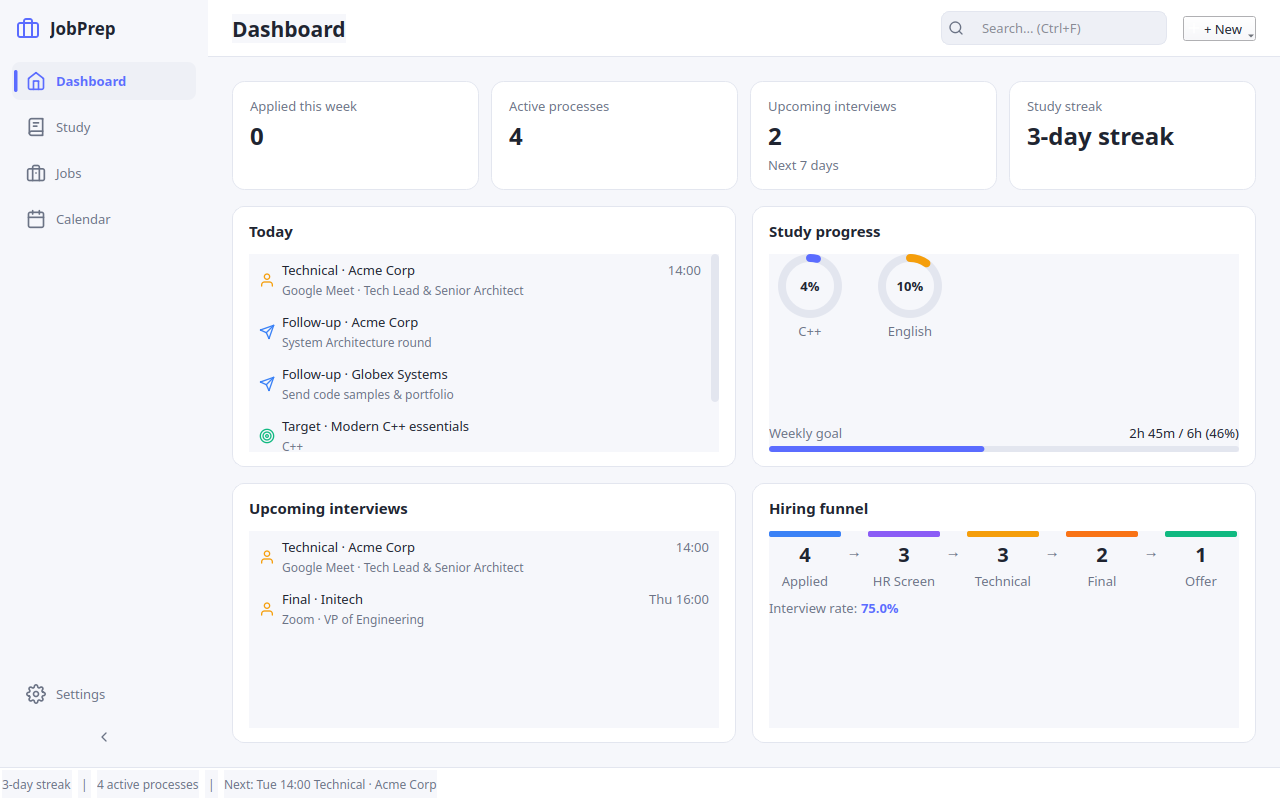 JobPrep
Dashboard
Study
Jobs
Calendar
Settings
Dashboard
Search... (Ctrl+F)
+ New
Applied this week
0
Active processes
4
Upcoming interviews
2
Next 7 days
Study streak
3-day streak
Today
Technical · Acme Corp 14:00
Google Meet · Tech Lead & Senior Architect
Follow-up · Acme Corp
System Architecture round
Follow-up · Globex Systems
Send code samples & portfolio
Target · Modern C++ essentials
C++
Study progress
4% 10%
C++ English
Weekly goal 2h 45m / 6h (46%)
Upcoming interviews
Technical · Acme Corp 14:00
Google Meet · Tech Lead & Senior Architect
Final · Initech Thu 16:00
Zoom · VP of Engineering
Hiring funnel
4 → 3 → 3 → 2 → 1
Applied HR Screen Technical Final Offer
Interview rate: 75.0%
3-day streak | 4 active processes | Next: Tue 14:00 Technical · Acme Corp